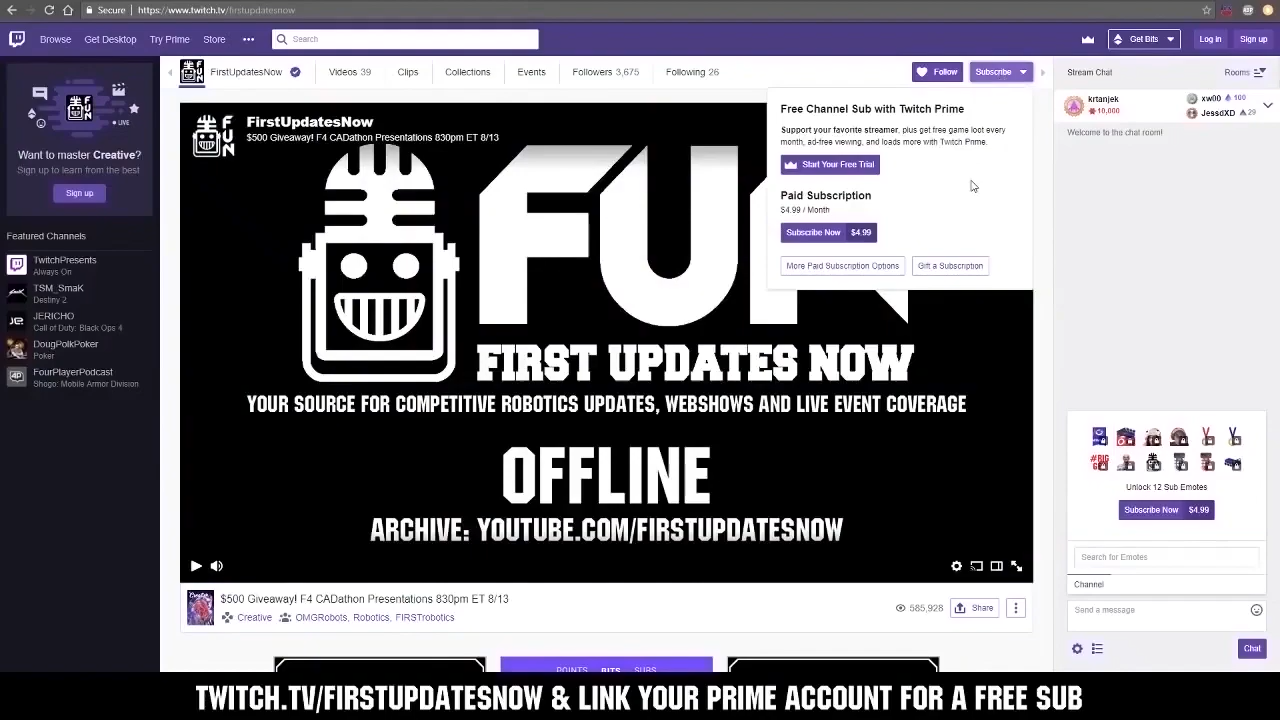 Secure
https://www.twitch.tv/firstupdatesnow
Browse
Get Desktop
Try Prime
Store
Search
Get Bits
Log in
Sign up
LIVE
Want to master Creative?
Sign up to learn from the best
Sign up
Featured Channels
TwitchPresents
Always On
TSM_SmaK
Destiny 2
JERICHO
Call of Duty: Black Ops 4
DougPolkPoker
Poker
FourPlayerPodcast
Shogo: Mobile Armor Division
FUN
FirstUpdatesNow
Videos 39
Clips
Collections
Events
Followers 3,675
Following 26
Follow
Subscribe
FUN
FirstUpdatesNow
$500 Giveaway! F4 CADathon Presentations 830pm ET 8/13
Free Channel Sub with Twitch Prime
Support your favorite streamer, plus get free game loot every
month, ad-free viewing, and loads more with Twitch Prime.
Start Your Free Trial
Paid Subscription
$4.99 / Month
Subscribe Now $4.99
More Paid Subscription Options
Gift a Subscription
FUN
FIRST UPDATES NOW
YOUR SOURCE FOR COMPETITIVE ROBOTICS UPDATES, WEBSHOWS AND LIVE EVENT COVERAGE
OFFLINE
ARCHIVE: YOUTUBE.COM/FIRSTUPDATESNOW
$500 Giveaway! F4 CADathon Presentations 830pm ET 8/13
Creative
OMGRobots, Robotics, FIRSTrobotics
585,928
Share
POINTS BITS SUBS
Stream Chat
Rooms
krtanjek
10,000
xw00 100
JessdXD 29
Welcome to the chat room!
Unlock 12 Sub Emotes
Subscribe Now $4.99
Search for Emotes
Channel
Send a message
Chat
TWITCH.TV/FIRSTUPDATESNOW & LINK YOUR PRIME ACCOUNT FOR A FREE SUB